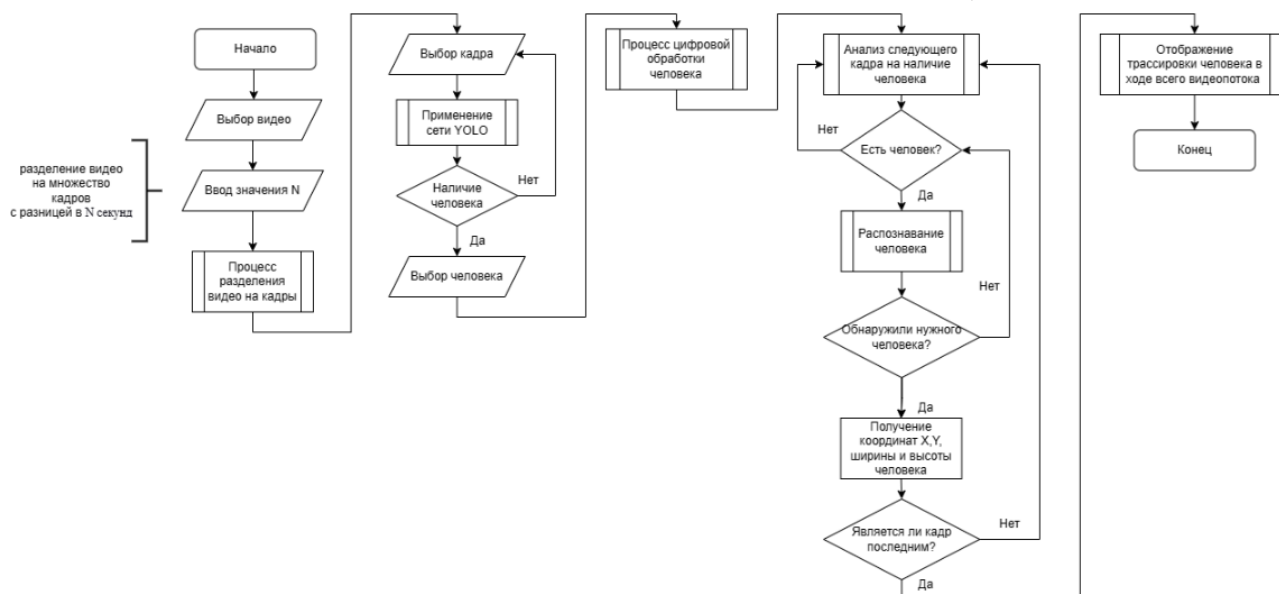 Начало
Выбор видео
разделение видео
на множество
кадров
с разницей в N секунд
Ввод значения N
Процесс
разделения
видео на кадры
Выбор кадра
Применение
сети YOLO
Наличие
человека
Нет
Да
Выбор человека
Процесс цифровой
обработки
человека
Анализ следующего
кадра на наличие
человека
Нет
Есть человек?
Да
Распознавание
человека
Нет
Обнаружили нужного
человека?
Да
Получение
координат X,Y,
ширины и высоты
человека
Является ли кадр
последним?
Нет
Да
Отображение
трассировки человека в
ходе всего видеопотока
Конец